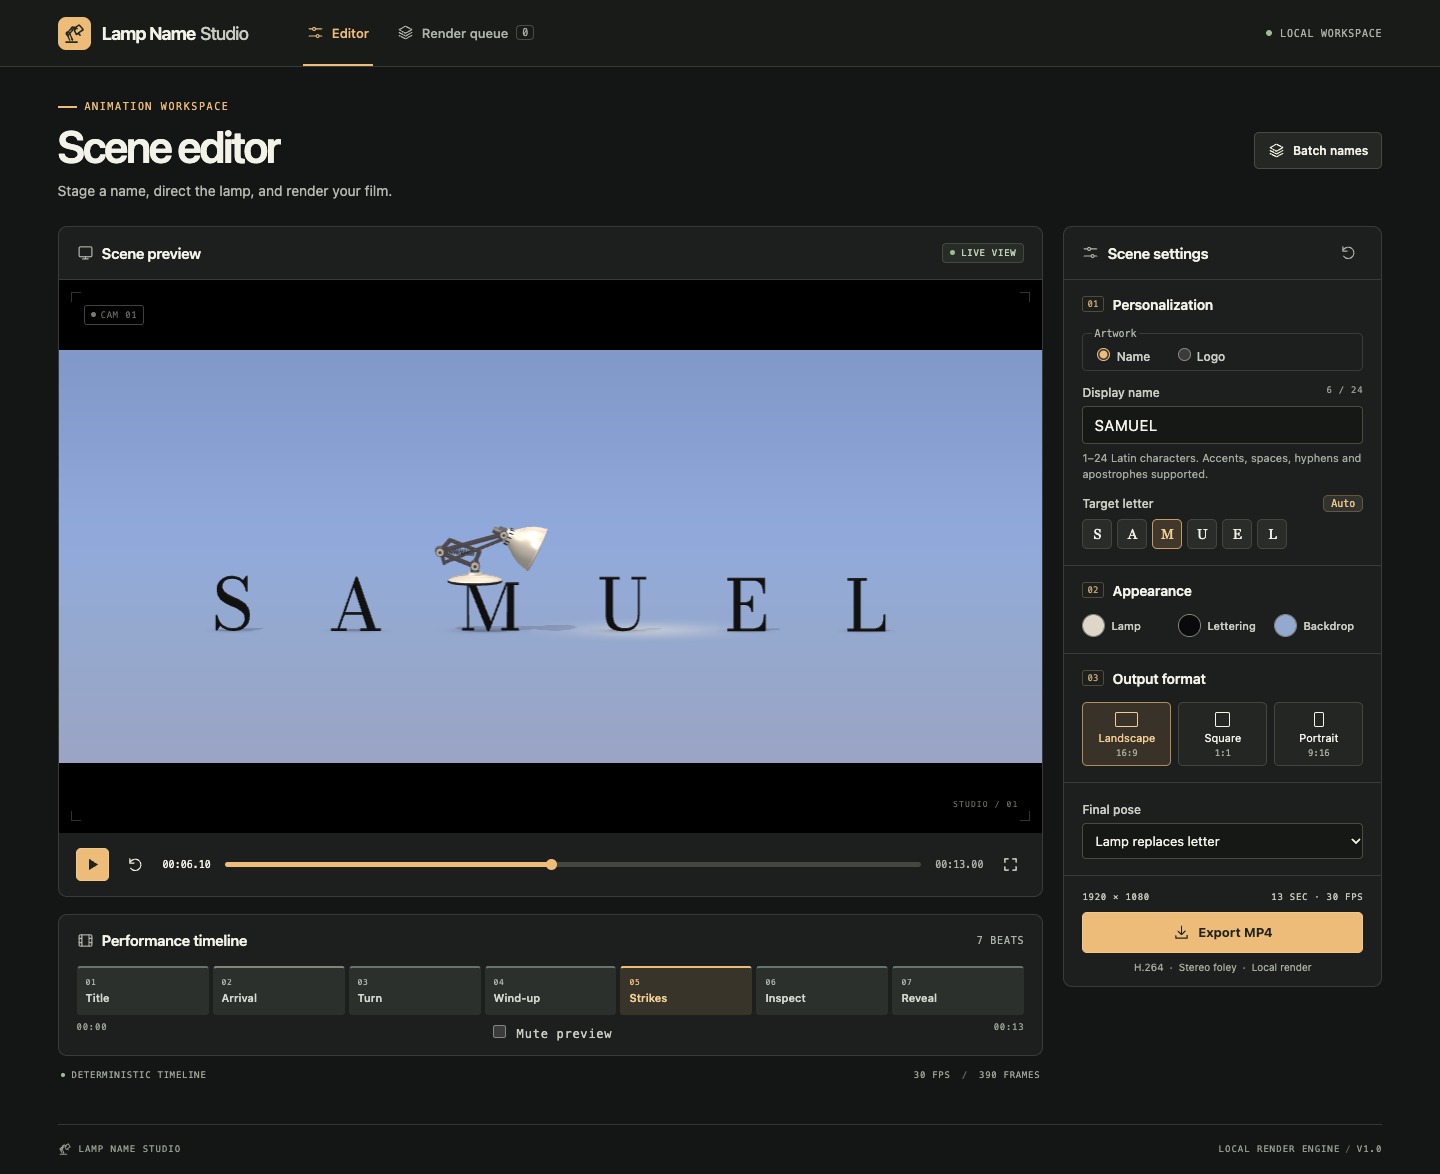 Lamp Name Studio
Editor
Render queue 0
LOCAL WORKSPACE
ANIMATION WORKSPACE
Scene editor
Batch names
Stage a name, direct the lamp, and render your film.
Scene preview
LIVE VIEW
CAM 01
S A M U E L
STUDIO / 01
00:06.10
00:13.00
Performance timeline
7 BEATS
01
Title
02
Arrival
03
Turn
04
Wind-up
05
Strikes
06
Inspect
07
Reveal
00:00
Mute preview
00:13
DETERMINISTIC TIMELINE
30 FPS / 390 FRAMES
Scene settings
01 Personalization
Artwork
Name
Logo
Display name
6 / 24
SAMUEL
1–24 Latin characters. Accents, spaces, hyphens and
apostrophes supported.
Target letter
Auto
S A M U E L
02 Appearance
Lamp
Lettering
Backdrop
03 Output format
Landscape
16:9
Square
1:1
Portrait
9:16
Final pose
Lamp replaces letter
1920 × 1080
13 SEC · 30 FPS
Export MP4
H.264 · Stereo foley · Local render
LAMP NAME STUDIO
LOCAL RENDER ENGINE / V1.0